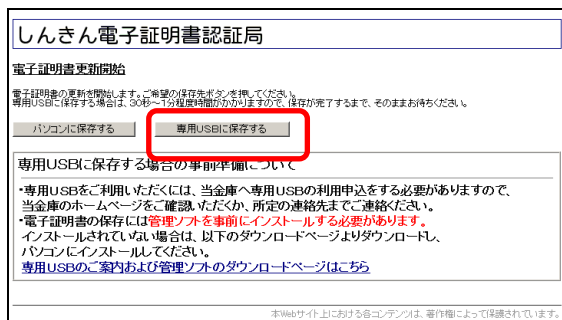 しんきん電子証明書認証局
電子証明書更新開始
電子証明書の更新を開始します。ご希望の保存先ボタンを押してください。
専用USBに保存する場合は、30秒～1分程度時間がかかりますので、保存が完了するまで、そのままお待ちください。
パソコンに保存する 専用USBに保存する
専用USBに保存する場合の事前準備について
・専用USBをご利用いただくには、当金庫へ専用USBの利用申込をする必要がありますので、
当金庫のホームページをご確認いただくか、所定の連絡先までご連絡ください。
・電子証明書の保存には管理ソフトを事前にインストールする必要があります。
インストールされていない場合は、以下のダウンロードページよりダウンロードし、
パソコンにインストールしてください。
専用USBのご案内および管理ソフトのダウンロードページはこちら
本Webサイト上における各コンテンツは、著作権によって保護されています。